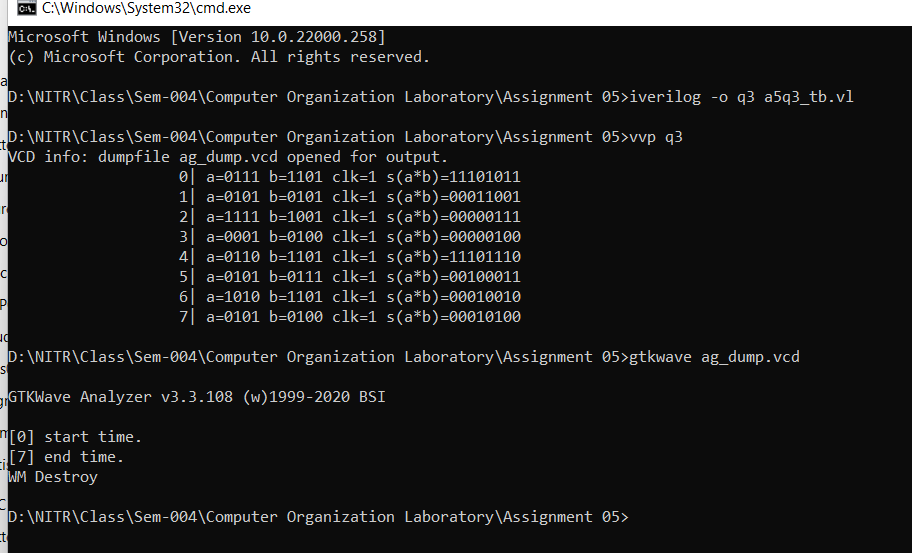 C:\Windows\System32\cmd.exe
Microsoft Windows [Version 10.0.22000.258]
(c) Microsoft Corporation. All rights reserved.
D:\NITR\Class\Sem-004\Computer Organization Laboratory\Assignment 05>iverilog -o q3 a5q3_tb.vl
D:\NITR\Class\Sem-004\Computer Organization Laboratory\Assignment 05>vvp q3
VCD info: dumpfile ag_dump.vcd opened for output.
0| a=0111 b=1101 clk=1 s(a*b)=11101011
1| a=0101 b=0101 clk=1 s(a*b)=00011001
2| a=1111 b=1001 clk=1 s(a*b)=00000111
3| a=0001 b=0100 clk=1 s(a*b)=00000100
4| a=0110 b=1101 clk=1 s(a*b)=11101110
5| a=0101 b=0111 clk=1 s(a*b)=00100011
6| a=1010 b=1101 clk=1 s(a*b)=00010010
7| a=0101 b=0100 clk=1 s(a*b)=00010100
D:\NITR\Class\Sem-004\Computer Organization Laboratory\Assignment 05>gtkwave ag_dump.vcd
GTKWave Analyzer v3.3.108 (w)1999-2020 BSI
[0] start time.
[7] end time.
WM Destroy
D:\NITR\Class\Sem-004\Computer Organization Laboratory\Assignment 05>